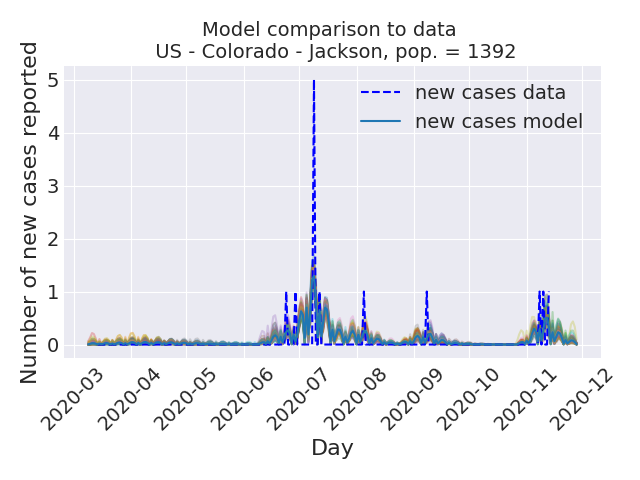 Model comparison to data
US - Colorado - Jackson, pop. = 1392
Number of new cases reported
5
4
3
2
1
0
new cases data
new cases model
2020-03
2020-04
2020-05
2020-06
2020-07
2020-08
2020-09
2020-10
2020-11
2020-12
Day